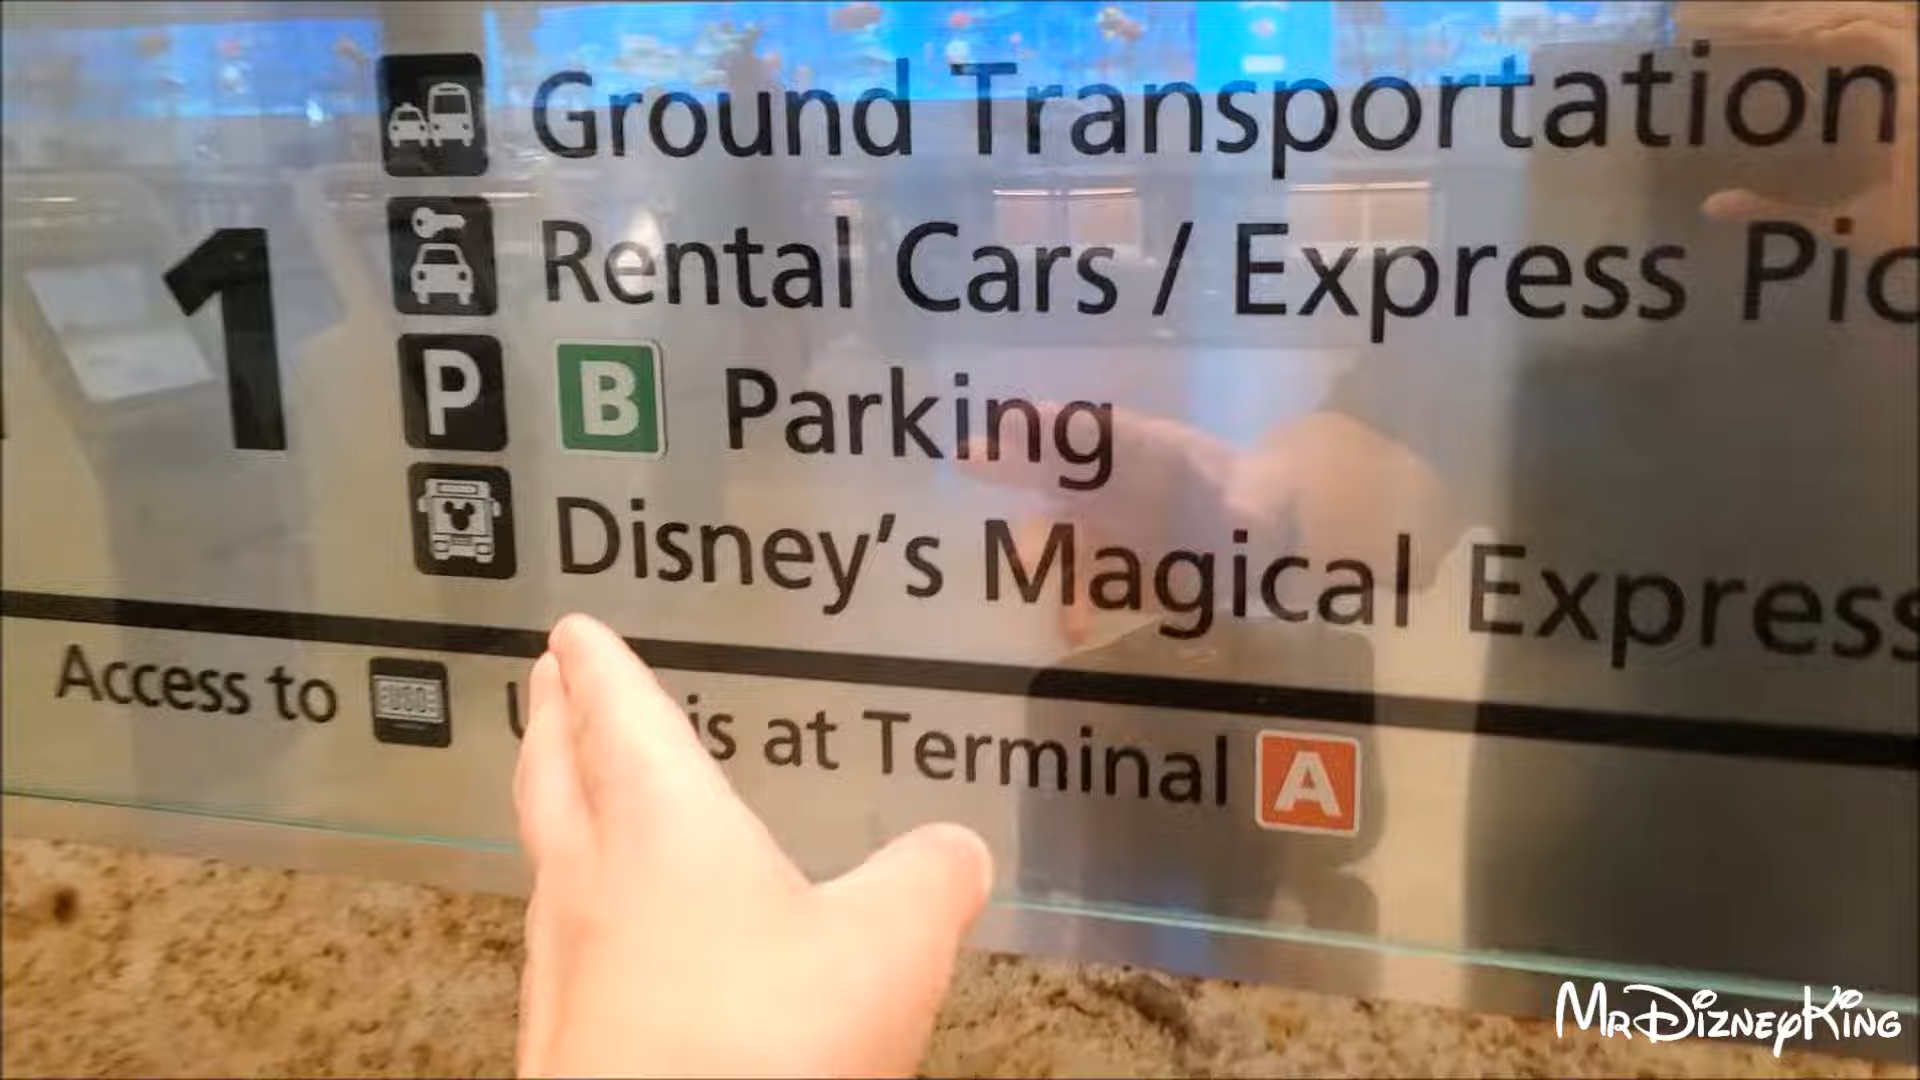 Ground Transportation
1
Rental Cars / Express Pic
P B Parking
Disney's Magical Express
Access to is at Terminal A
MrDizneyKing